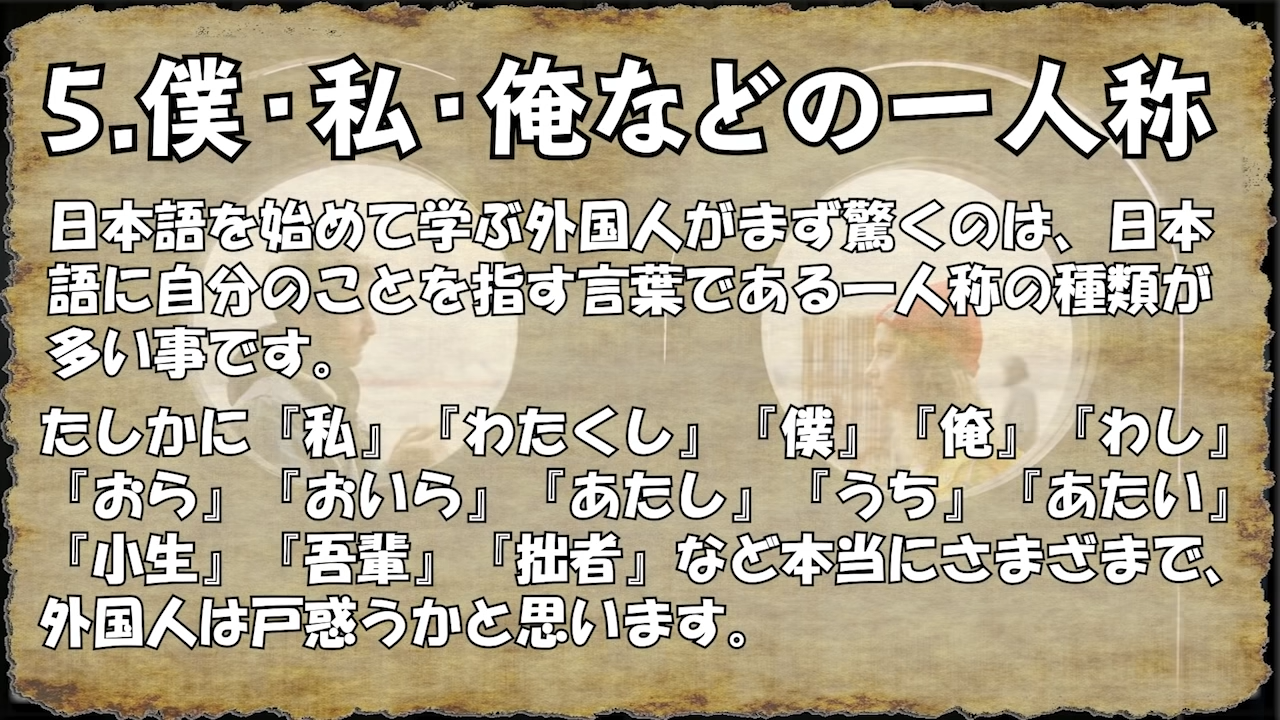 5.僕・私・俺などの一人称
日本語を始めて学ぶ外国人がまず驚くのは、日本
語に自分のことを指す言葉である一人称の種類が
多い事です。
たしかに『私』『わたくし』『僕』『俺』『わし』
『おら』『おいら』『あたし』『うち』『あたい』
『小生』『吾輩』『拙者』など本当にさまざまで、
外国人は戸惑うかと思います。